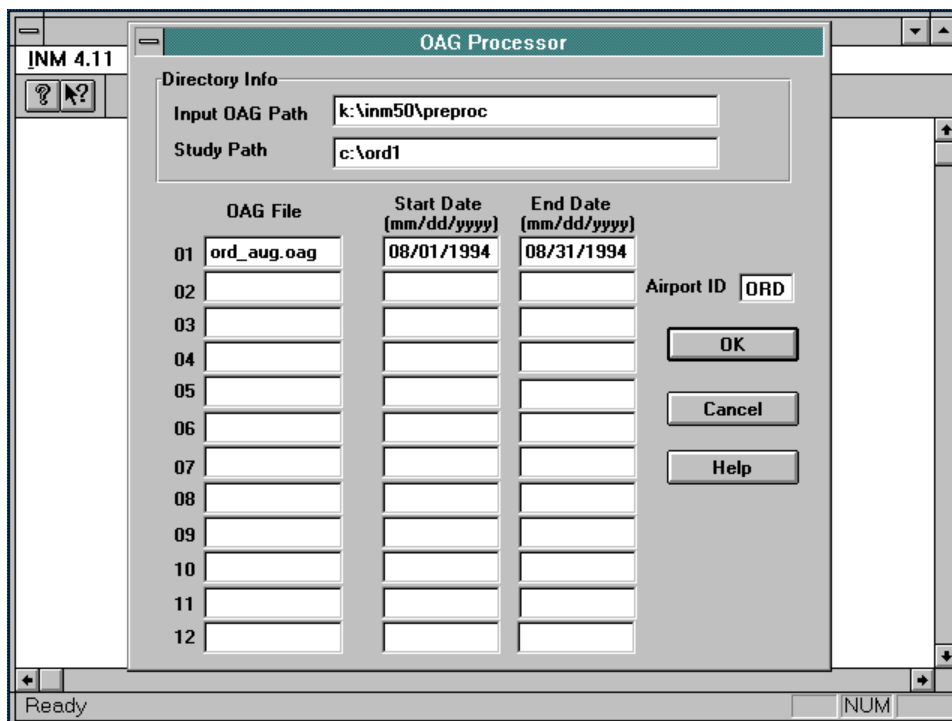 OAG Processor
INM 4.11
Directory Info
Input OAG Path k:\inm50\preproc
Study Path c:\ord1
OAG File Start Date (mm/dd/yyyy) End Date (mm/dd/yyyy)
01 ord_aug.oag 08/01/1994 08/31/1994
02
Airport ID ORD
03
04
OK
05
Cancel
06
07
Help
08
09
10
11
12
Ready NUM